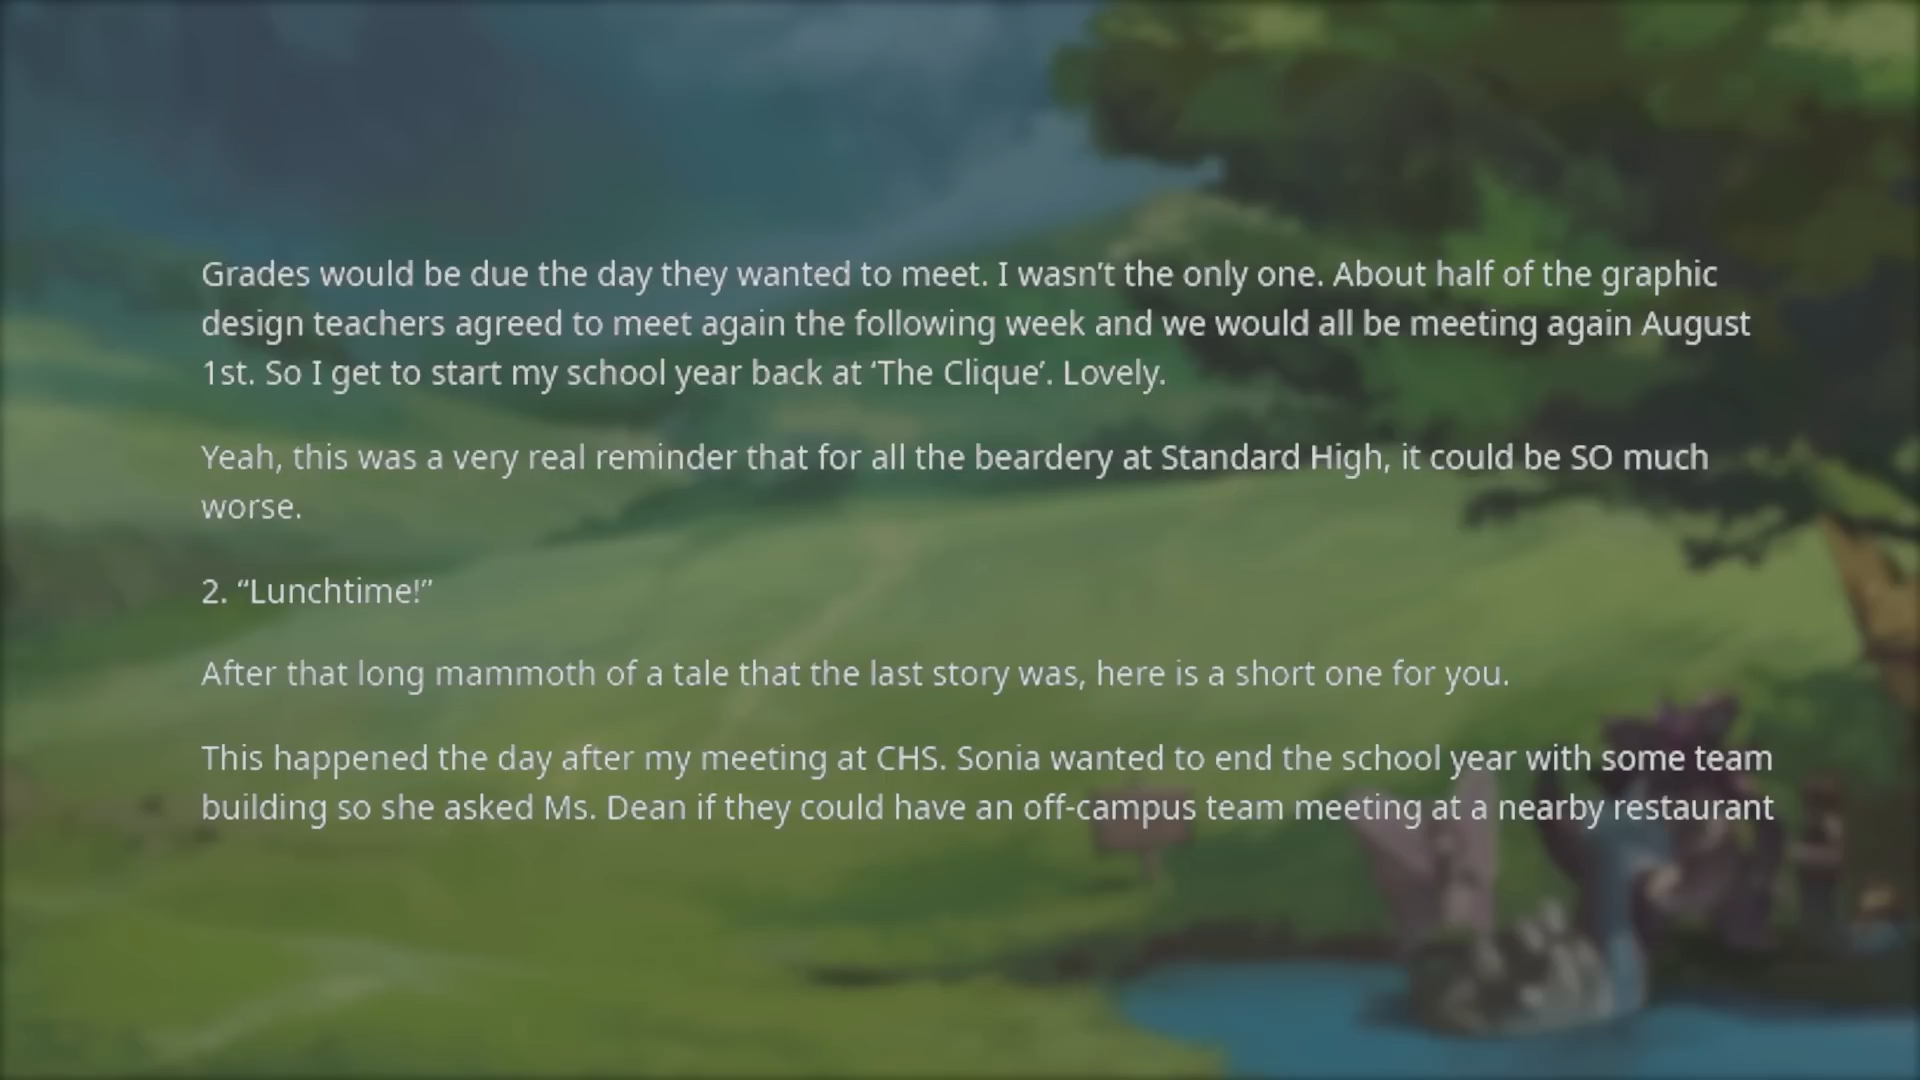 Grades would be due the day they wanted to meet. I wasn’t the only one. About half of the graphic
design teachers agreed to meet again the following week and we would all be meeting again August
1st. So I get to start my school year back at ‘The Clique’. Lovely.
Yeah, this was a very real reminder that for all the beardery at Standard High, it could be SO much
worse.
2. “Lunchtime!”
After that long mammoth of a tale that the last story was, here is a short one for you.
This happened the day after my meeting at CHS. Sonia wanted to end the school year with some team
building so she asked Ms. Dean if they could have an off-campus team meeting at a nearby restaurant